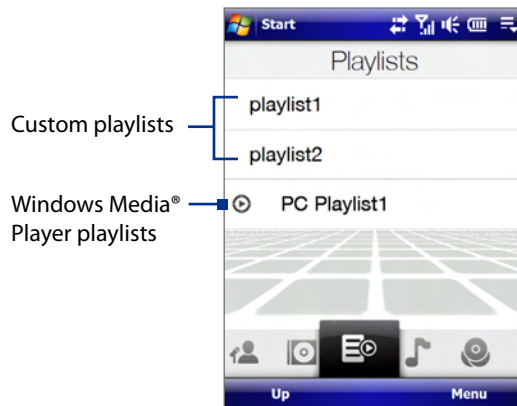 Start
Playlists
Custom playlists
playlist1
playlist2
Windows Media®
Player playlists
PC Playlist1
Up
Menu